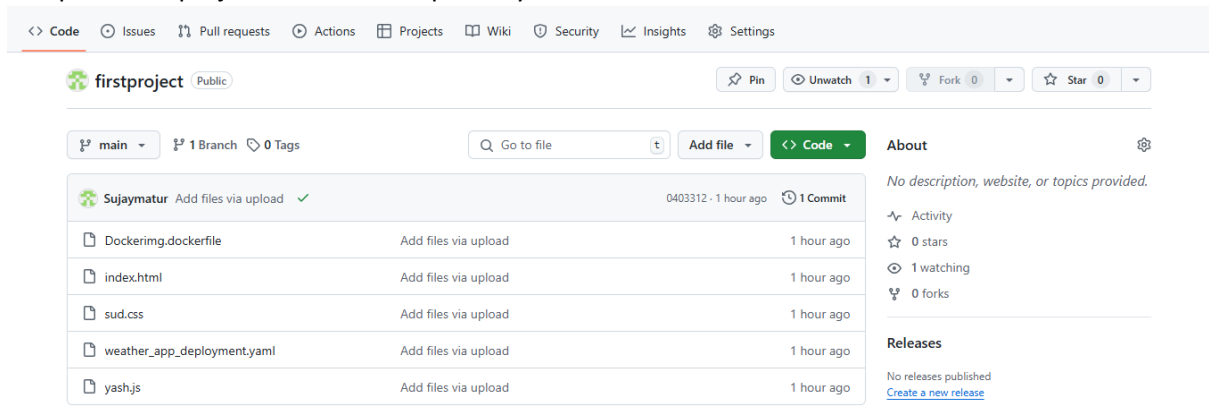 Code Issues Pull requests Actions Projects Wiki Security Insights Settings
firstproject Public
Pin Unwatch 1 Fork 0 Star 0
main 1 Branch 0 Tags Go to file t Add file Code
Sujaymatur Add files via upload 0403312 · 1 hour ago 1 Commit
Dockerimg.dockerfile Add files via upload 1 hour ago
index.html Add files via upload 1 hour ago
sud.css Add files via upload 1 hour ago
weather_app_deployment.yaml Add files via upload 1 hour ago
yash.js Add files via upload 1 hour ago
About
No description, website, or topics provided.
Activity
0 stars
1 watching
0 forks
Releases
No releases published
Create a new release